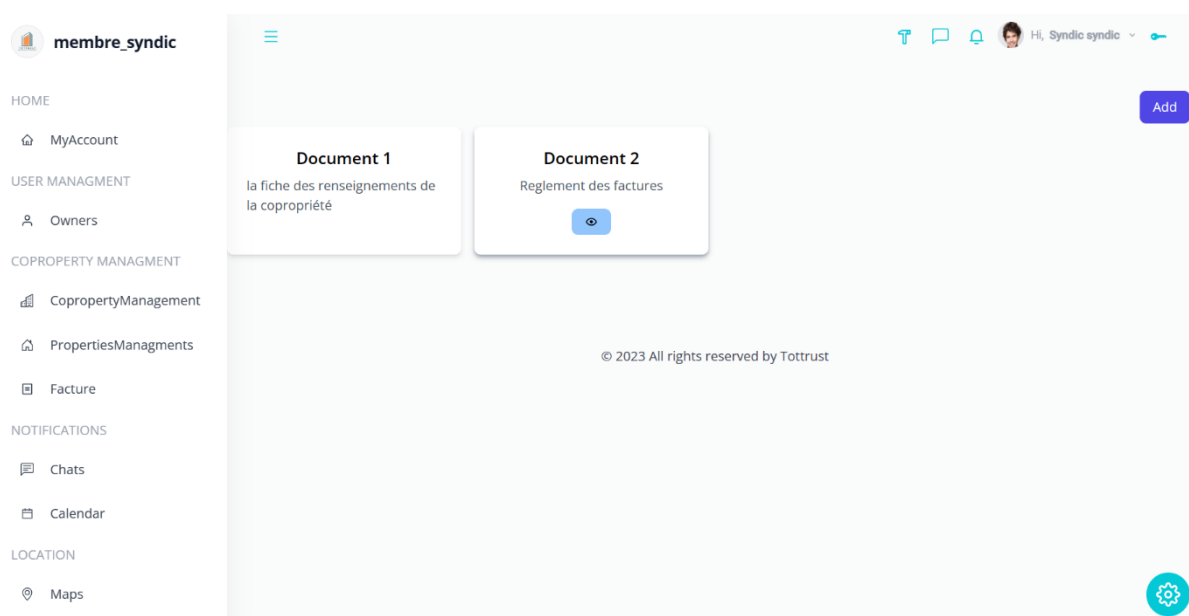 membre_syndic
Hi, Syndic syndic
HOME
MyAccount
USER MANAGMENT
Owners
COPROPERTY MANAGMENT
CopropertyManagement
PropertiesManagments
Facture
NOTIFICATIONS
Chats
Calendar
LOCATION
Maps
Add
Document 1
la fiche des renseignements de
la copropriété
Document 2
Reglement des factures
© 2023 All rights reserved by Tottrust